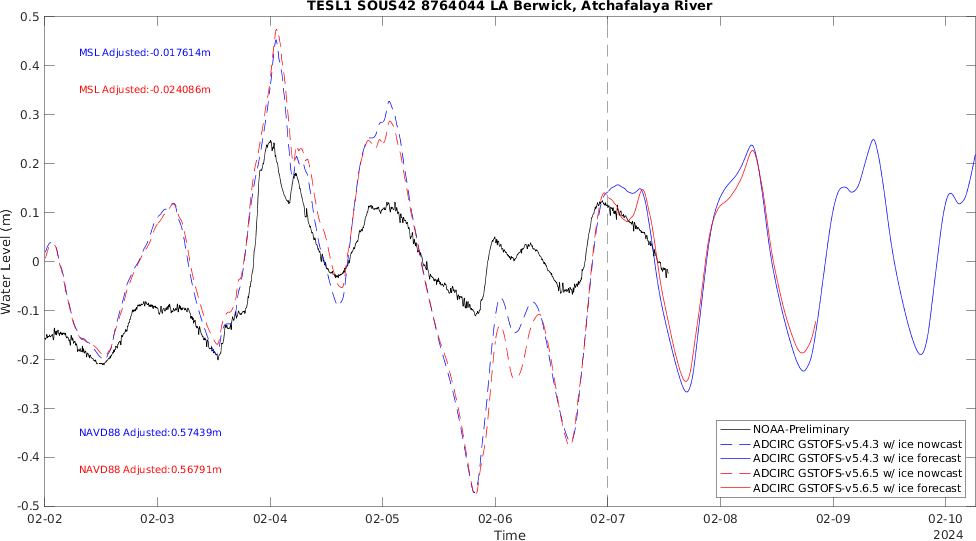 TESL1 SOUS42 8764044 LA Berwick, Atchafalaya River
0.5
0.4
0.3
0.2
0.1
0
-0.1
-0.2
-0.3
-0.4
-0.5
Water Level (m)
MSL Adjusted:-0.017614m
MSL Adjusted:-0.024086m
NAVD88 Adjusted:0.57439m
NAVD88 Adjusted:0.56791m
NOAA-Preliminary
ADCIRC GSTOFS-v5.4.3 w/ ice nowcast
ADCIRC GSTOFS-v5.4.3 w/ ice forecast
ADCIRC GSTOFS-v5.6.5 w/ ice nowcast
ADCIRC GSTOFS-v5.6.5 w/ ice forecast
02-02 02-03 02-04 02-05 02-06 02-07 02-08 02-09 02-10
Time 2024